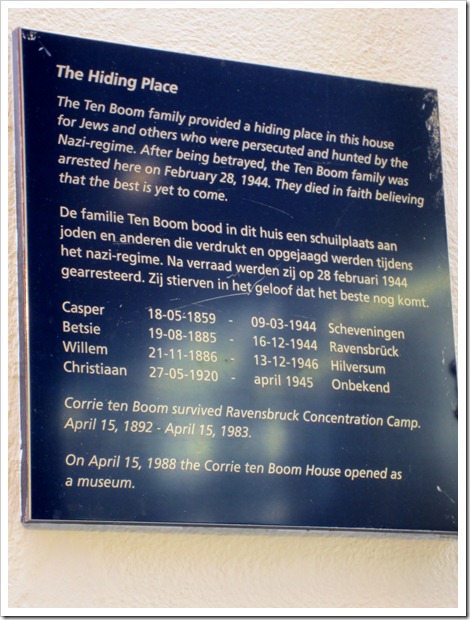 The Hiding Place
The Ten Boom family provided a hiding place in this house
for Jews and others who were persecuted and hunted by the
Nazi-regime. After being betrayed, the Ten Boom family was
arrested here on February 28, 1944. They died in faith believing
that the best is yet to come.
De familie Ten Boom bood in dit huis een schuilplaats aan
joden en anderen die verdrukt en opgejaagd werden tijdens
het nazi-regime. Na verraad werden zij op 28 februari 1944
gearresteerd. Zij stierven in het geloof dat het beste nog komt.
Casper 18-05-1859 - 09-03-1944 Scheveningen
Betsie 19-08-1885 - 16-12-1944 Ravensbrück
Willem 21-11-1886 - 13-12-1946 Hilversum
Christiaan 27-05-1920 - april 1945 Onbekend
Corrie ten Boom survived Ravensbruck Concentration Camp.
April 15, 1892 - April 15, 1983.
On April 15, 1988 the Corrie ten Boom House opened as
a museum.